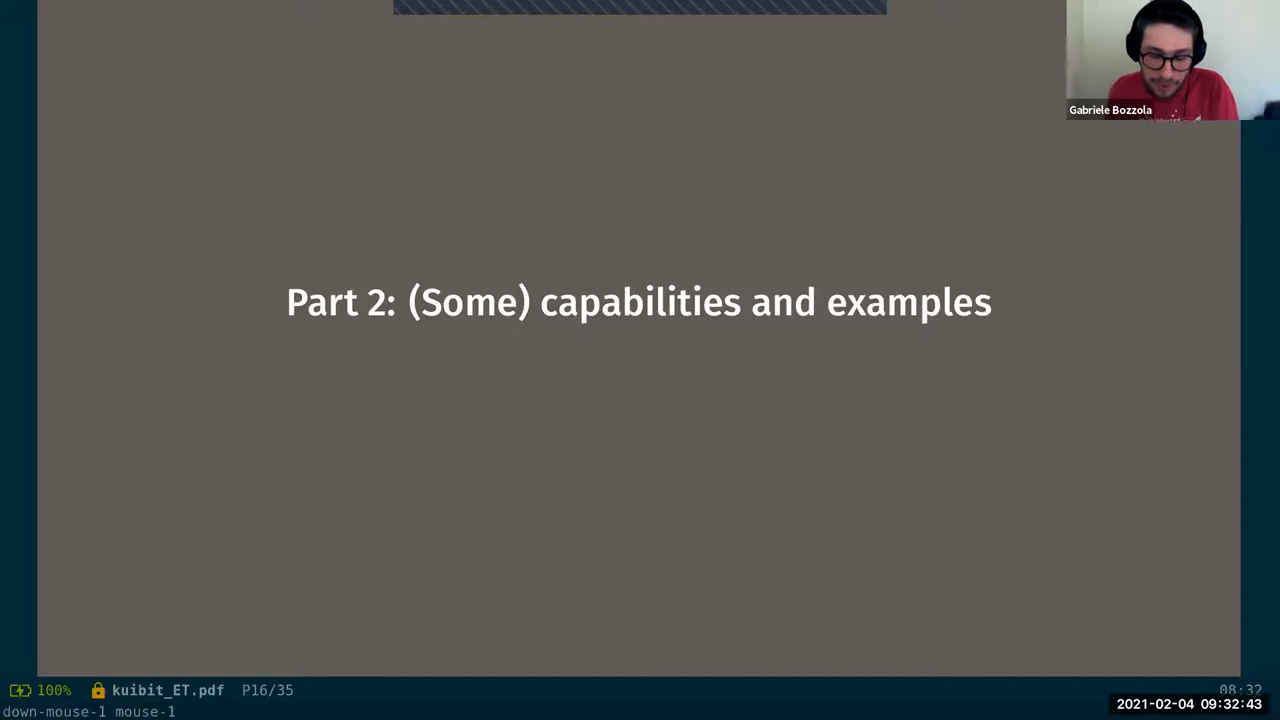 Gabriele Bozzola
Part 2: (Some) capabilities and examples
100% kuibit_ET.pdf P16/35
08:32
2021-02-04 09:32:43
down-mouse-1 mouse-1